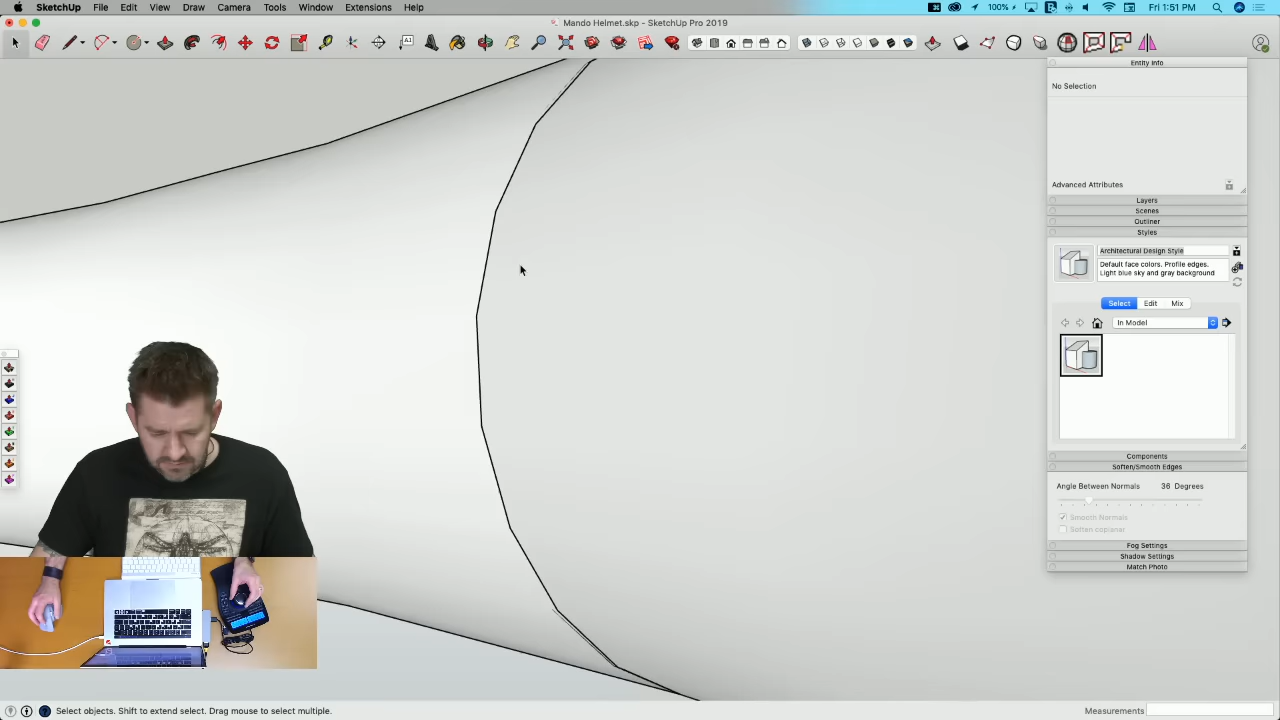 SketchUp File Edit View Draw Camera Tools Window Extensions Help
100% Fri 1:51 PM
Mando Helmet.skp - SketchUp Pro 2019
Entity Info
No Selection
Advanced Attributes
Layers
Scenes
Outliner
Styles
Architectural Design Style
Default face colors. Profile edges.
Light blue sky and gray background
Select Edit Mix
In Model
Components
Soften/Smooth Edges
Angle Between Normals 36 Degrees
Smooth Normals
Soften coplanar
Fog Settings
Shadow Settings
Match Photo
Select objects. Shift to extend select. Drag mouse to select multiple.
Measurements